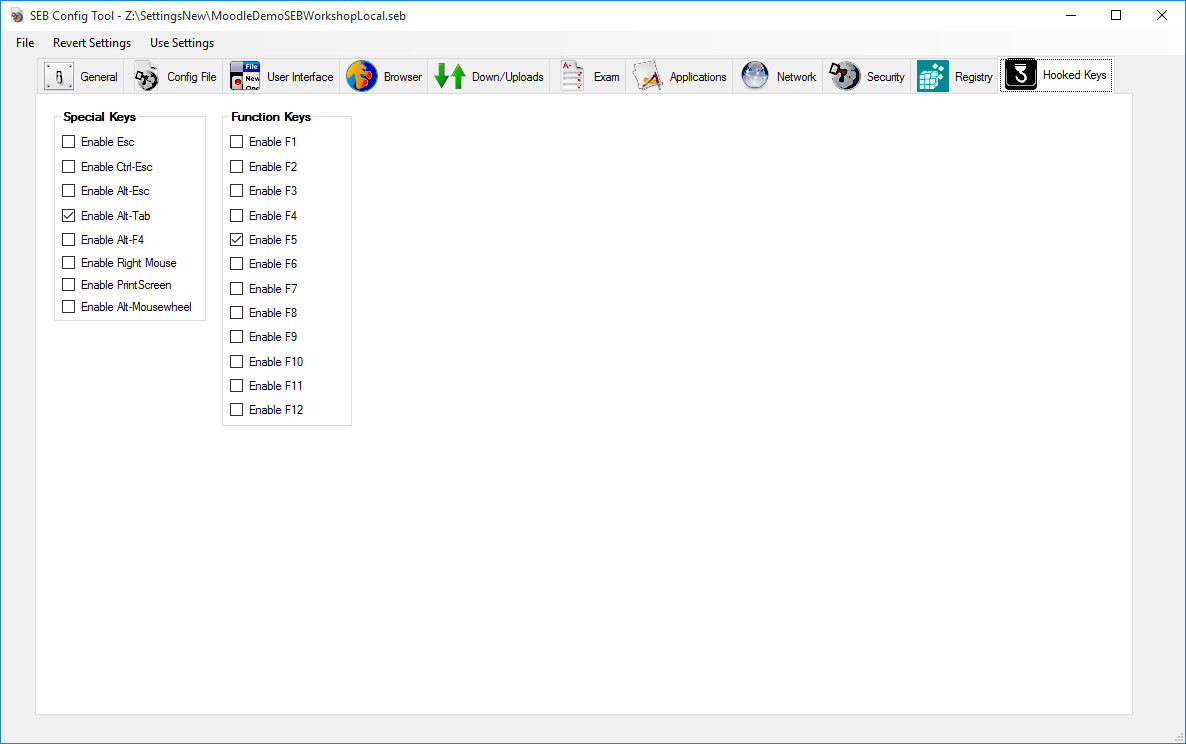 SEB Config Tool - Z:\SettingsNew\MoodleDemoSEBWorkshopLocal.seb
File Revert Settings Use Settings
General Config File File New User Interface Browser Down/Uploads A- Exam Applications Network Security Registry Hooked Keys
Special Keys
Enable Esc
Enable Ctrl-Esc
Enable Alt-Esc
Enable Alt-Tab
Enable Alt-F4
Enable Right Mouse
Enable PrintScreen
Enable Alt-Mousewheel
Function Keys
Enable F1
Enable F2
Enable F3
Enable F4
Enable F5
Enable F6
Enable F7
Enable F8
Enable F9
Enable F10
Enable F11
Enable F12